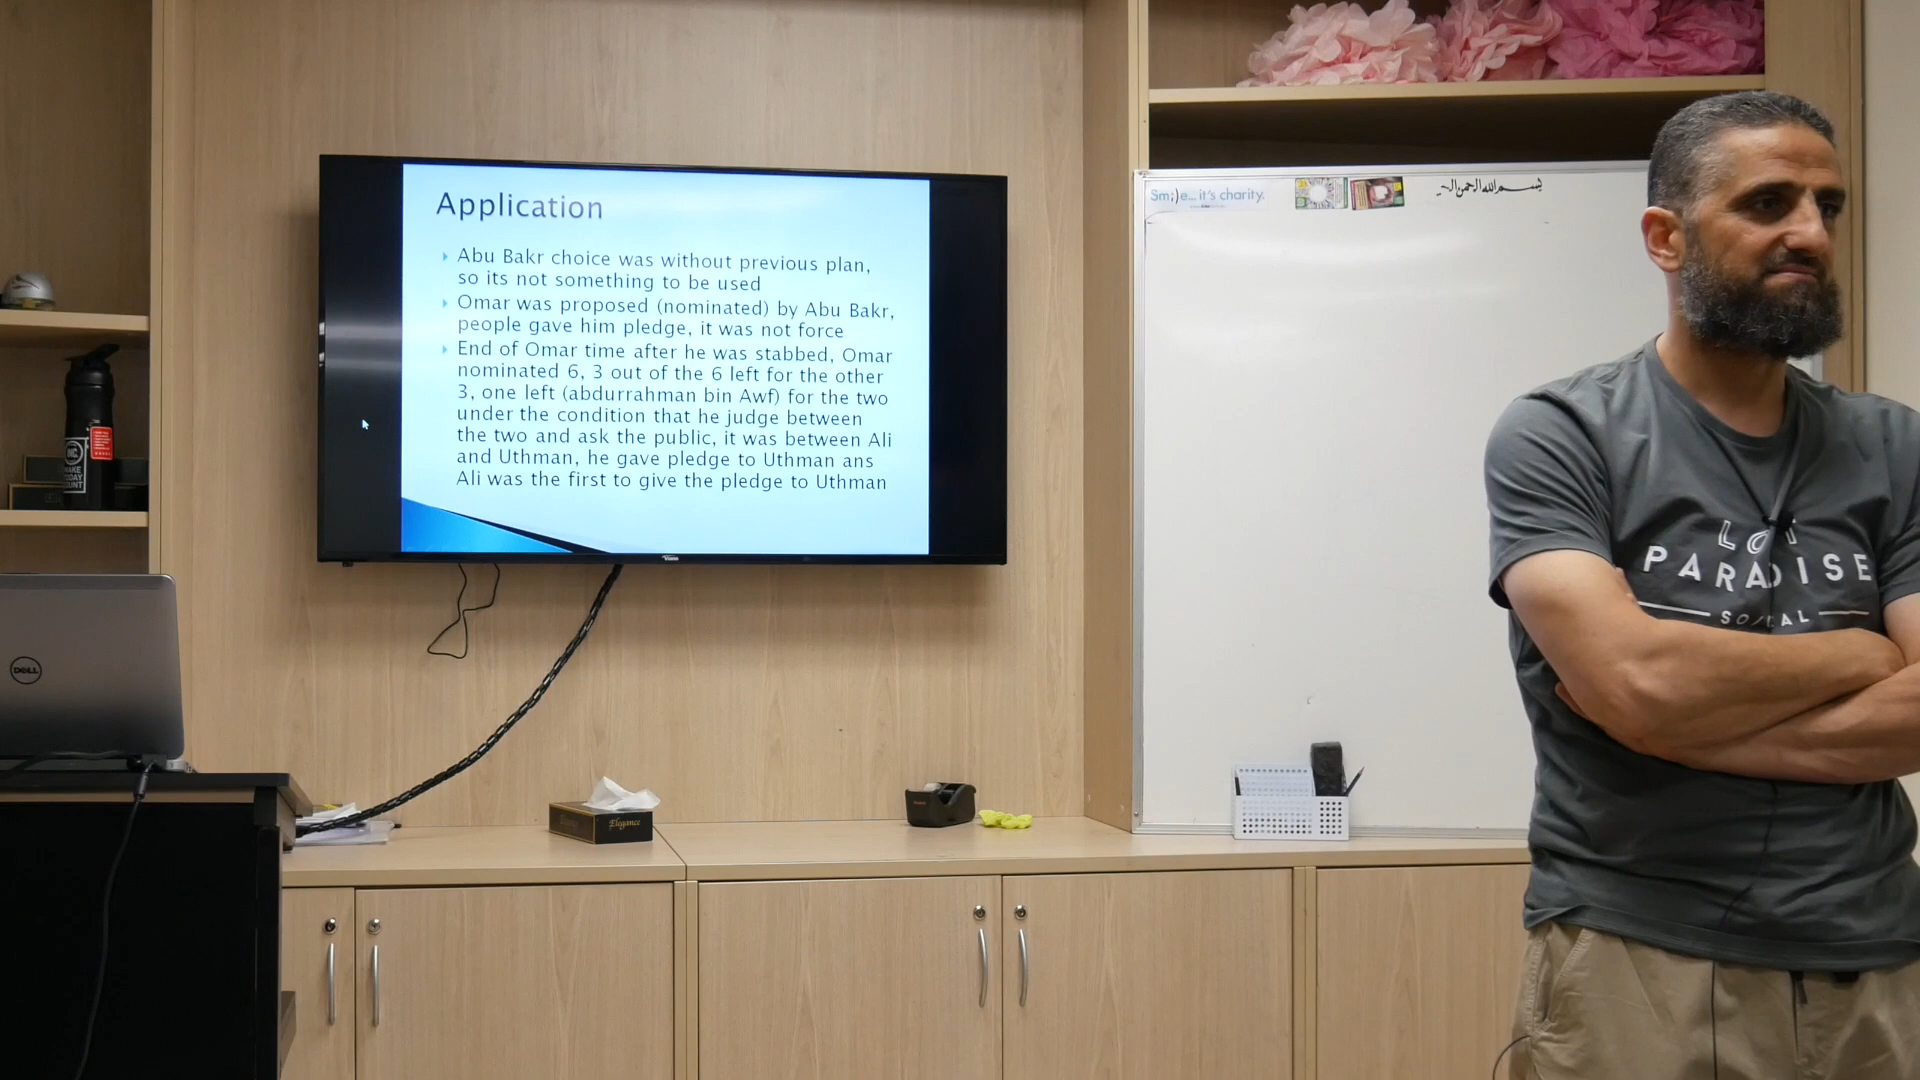 Application
Abu Bakr choice was without previous plan,
so its not something to be used
Omar was proposed (nominated) by Abu Bakr,
people gave him pledge, it was not force
End of Omar time after he was stabbed, Omar
nominated 6, 3 out of the 6 left for the other
3, one left (abdurrahman bin Awf) for the two
under the condition that he judge between
the two and ask the public, it was between Ali
and Uthman, he gave pledge to Uthman ans
Ali was the first to give the pledge to Uthman
Sm;)e... it's charity.
بسم الله الرحمن الر
PARADISE
DELL
Elegance